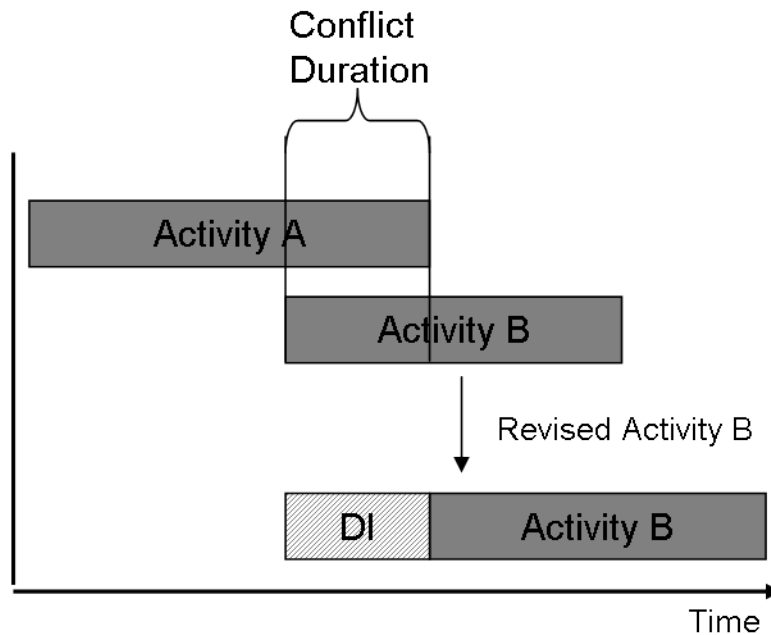 Conflict
Duration
Activity A
Activity B
Revised Activity B
DI
Activity B
Time